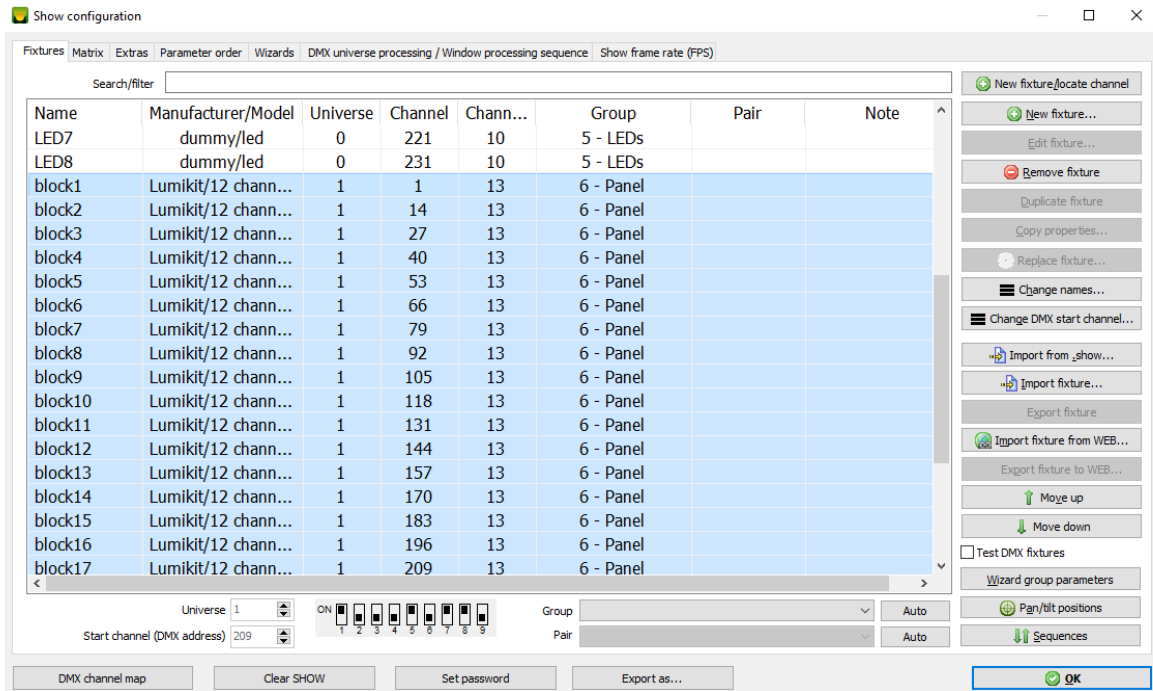 Show configuration
Fixtures Matrix Extras Parameter order Wizards DMX universe processing / Window processing sequence Show frame rate (FPS)
Search/filter
New fixture/locate channel
Name Manufacturer/Model Universe Channel Chann... Group Pair Note
New fixture...
LED7 dummy/led 0 221 10 5 - LEDs
Edit fixture...
LED8 dummy/led 0 231 10 5 - LEDs
Remove fixture
block1 Lumikit/12 chann... 1 1 13 6 - Panel
Duplicate fixture
block2 Lumikit/12 chann... 1 14 13 6 - Panel
Copy properties...
block3 Lumikit/12 chann... 1 27 13 6 - Panel
block4 Lumikit/12 chann... 1 40 13 6 - Panel
Replace fixture...
block5 Lumikit/12 chann... 1 53 13 6 - Panel
Change names...
block6 Lumikit/12 chann... 1 66 13 6 - Panel
Change DMX start channel...
block7 Lumikit/12 chann... 1 79 13 6 - Panel
block8 Lumikit/12 chann... 1 92 13 6 - Panel
Import from .show...
block9 Lumikit/12 chann... 1 105 13 6 - Panel
Import fixture...
block10 Lumikit/12 chann... 1 118 13 6 - Panel
Export fixture
block11 Lumikit/12 chann... 1 131 13 6 - Panel
Import fixture from WEB...
block12 Lumikit/12 chann... 1 144 13 6 - Panel
Export fixture to WEB...
block13 Lumikit/12 chann... 1 157 13 6 - Panel
block14 Lumikit/12 chann... 1 170 13 6 - Panel
Move up
block15 Lumikit/12 chann... 1 183 13 6 - Panel
Move down
block16 Lumikit/12 chann... 1 196 13 6 - Panel
Test DMX fixtures
block17 Lumikit/12 chann... 1 209 13 6 - Panel
Wizard group parameters
Universe 1 ON 1 2 3 4 5 6 7 8 9 Group Auto
Pan/tilt positions
Start channel (DMX address) 209 Pair Auto
Sequences
DMX channel map Clear SHOW Set password Export as... OK